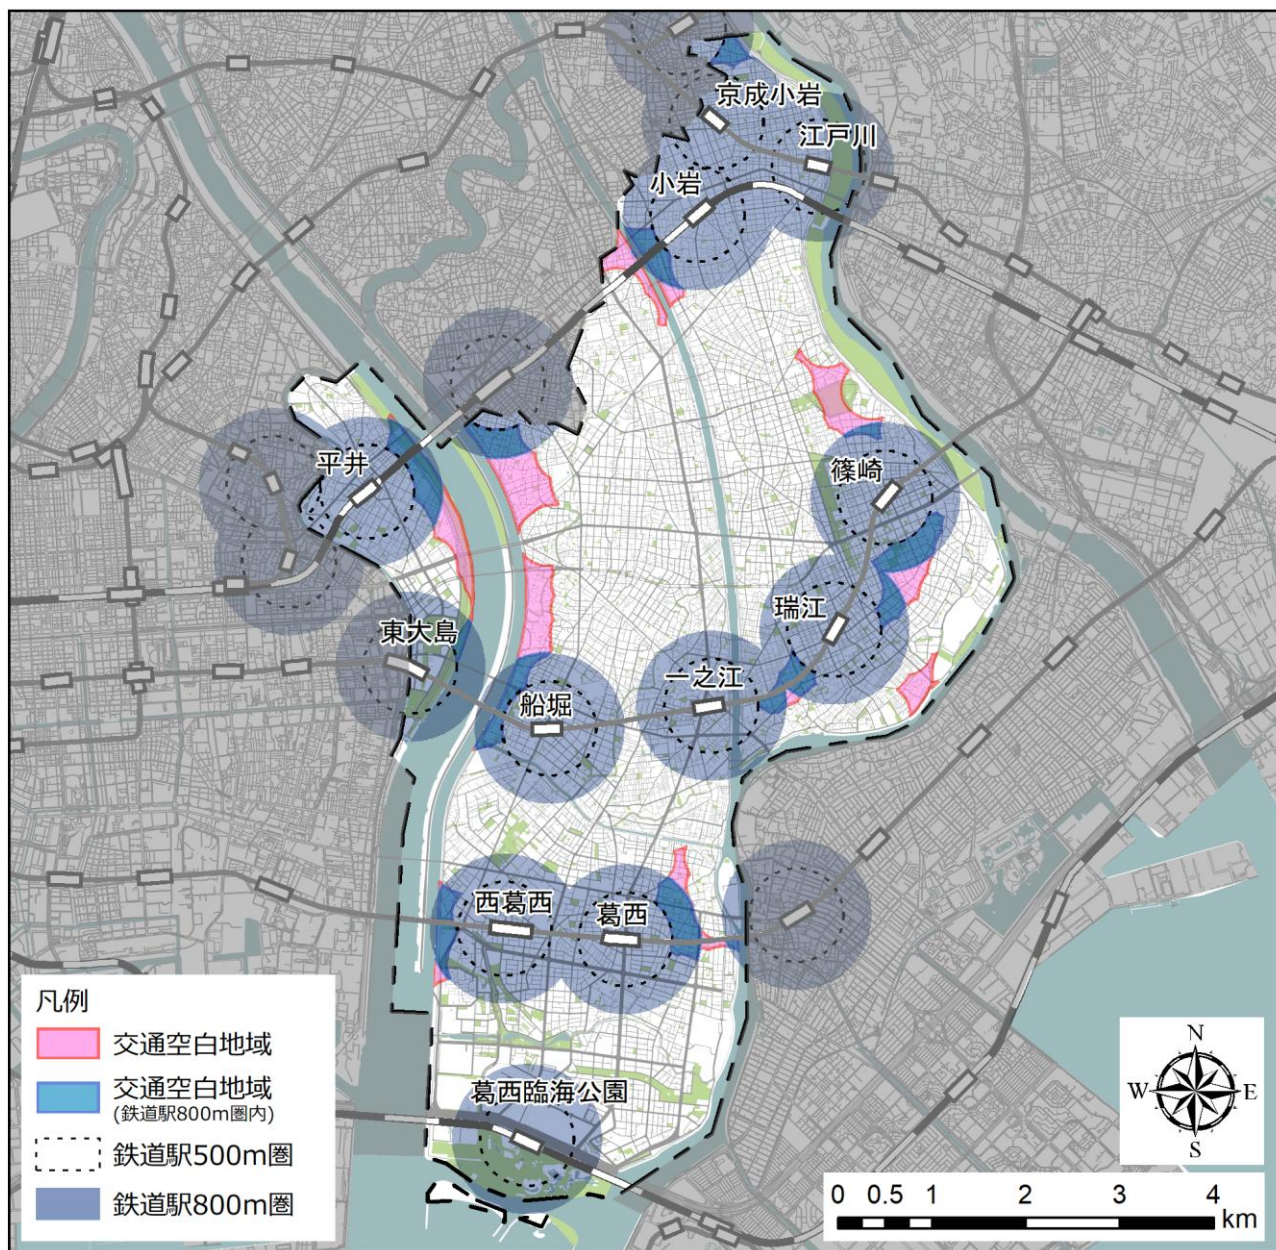 京成小岩
江戸川
小岩
平井
篠崎
瑞江
東大島
一之江
船堀
西葛西
葛西
葛西臨海公園
凡例
交通空白地域
交通空白地域
(鉄道駅800m圏内)
鉄道駅500m圏
鉄道駅800m圏
N
W E
S
0 0.5 1 2 3 4
km